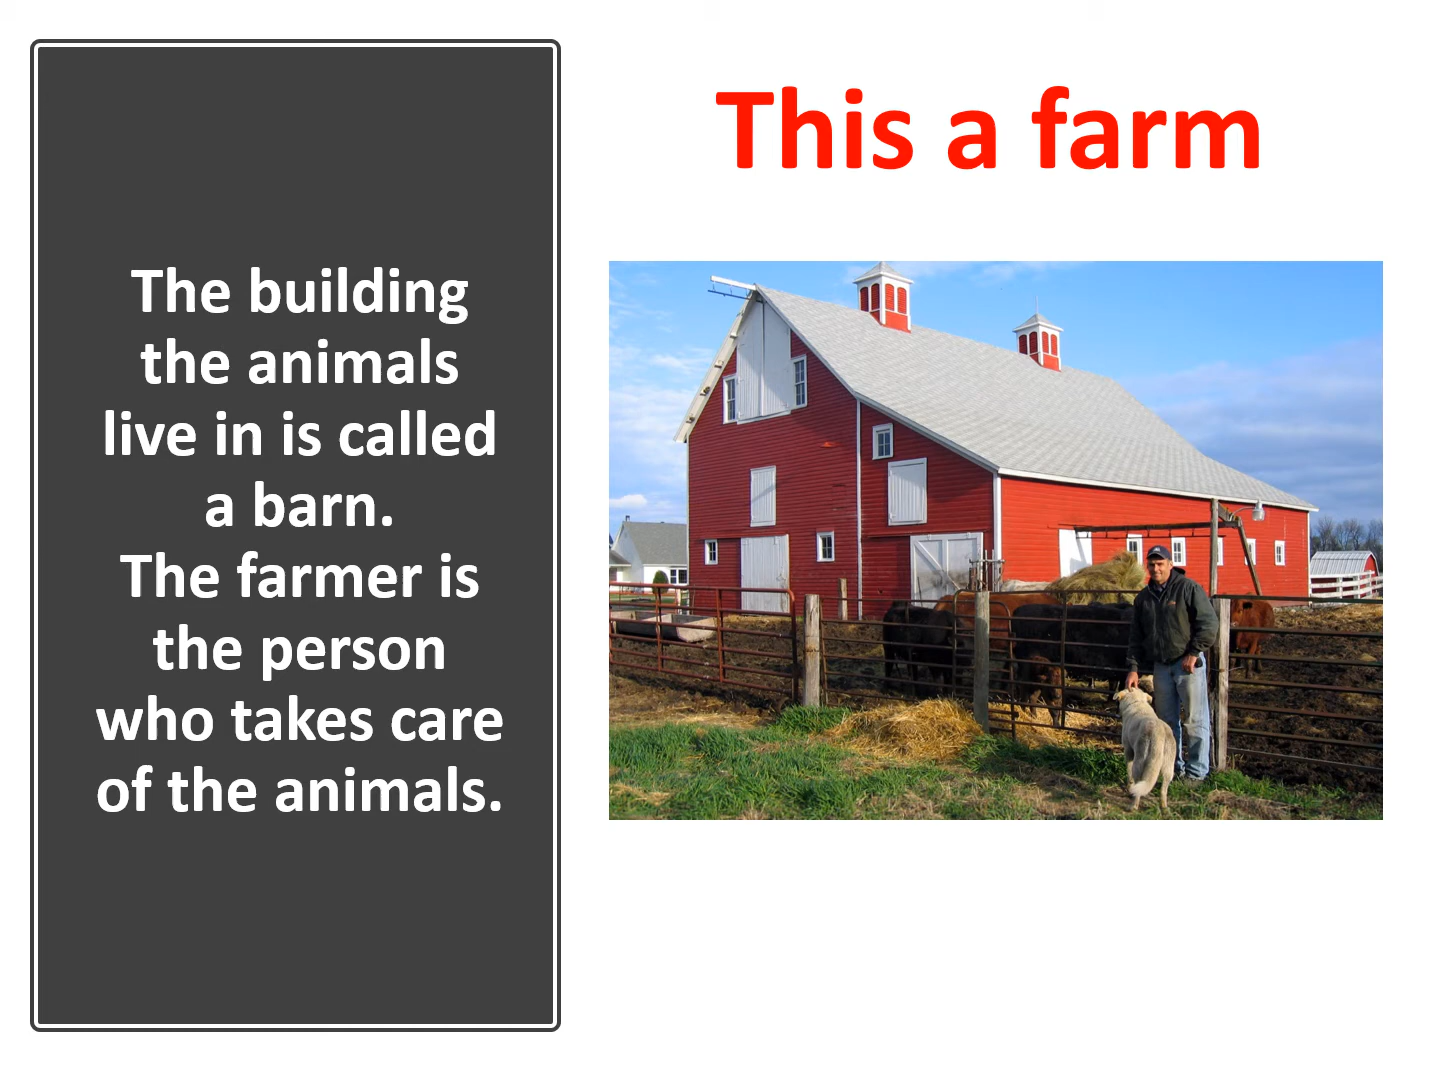 This a farm
The building
the animals
live in is called
a barn.
The farmer is
the person
who takes care
of the animals.